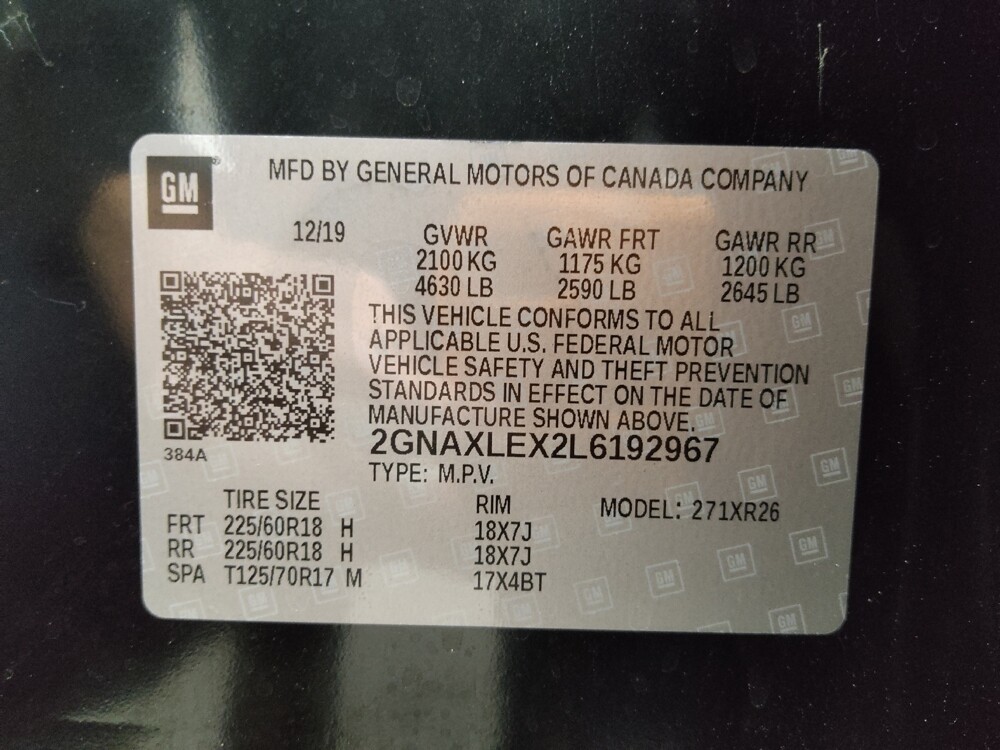 GM MFD BY GENERAL MOTORS OF CANADA COMPANY
12/19 GVWR GAWR FRT GAWR RR
2100 KG 1175 KG 1200 KG
4630 LB 2590 LB 2645 LB
THIS VEHICLE CONFORMS TO ALL
APPLICABLE U.S. FEDERAL MOTOR
VEHICLE SAFETY AND THEFT PREVENTION
STANDARDS IN EFFECT ON THE DATE OF
MANUFACTURE SHOWN ABOVE.
2GNAXLEX2L6192967
384A
TYPE: M.P.V.
TIRE SIZE RIM MODEL: 271XR26
FRT 225/60R18 H 18X7J
RR 225/60R18 H 18X7J
SPA T125/70R17 M 17X4BT